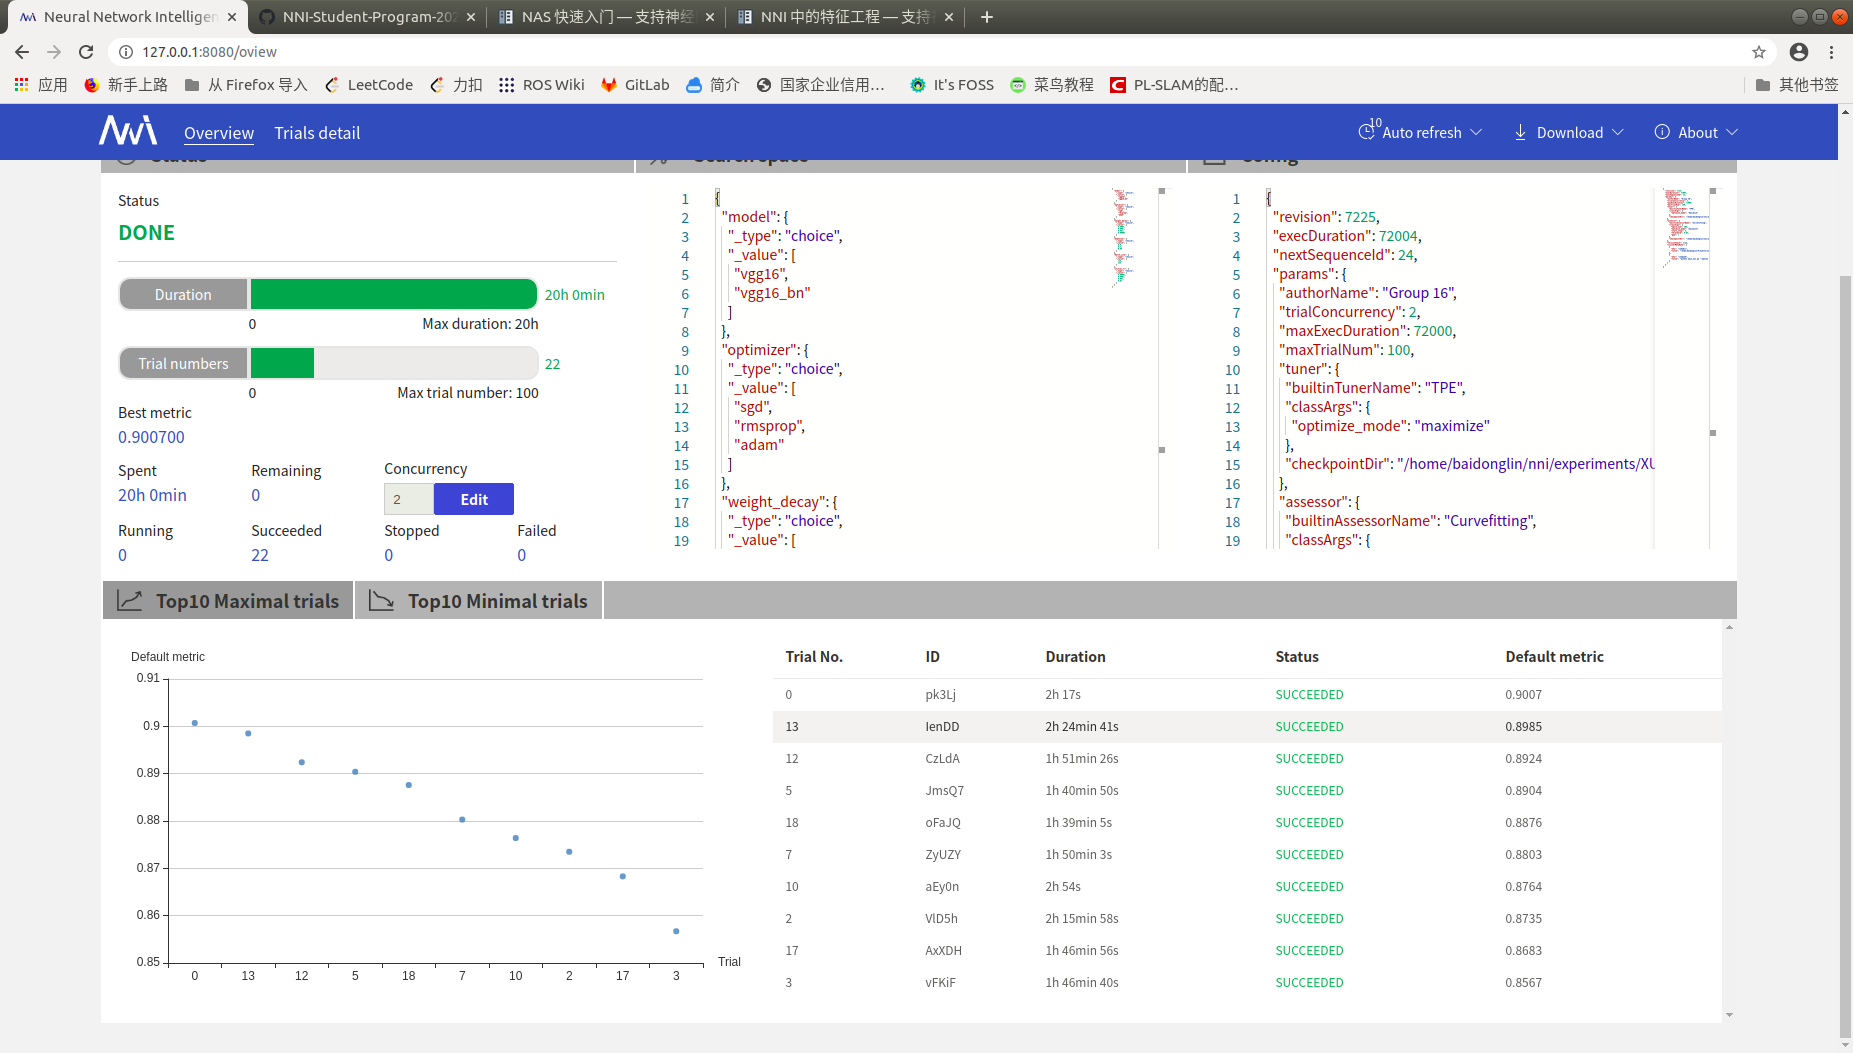 Neural Network Intelligen
NNI-Student-Program-202
NAS 快速入门 — 支持神经
NNI 中的特征工程 — 支持
127.0.0.1:8080/oview
应用
新手上路
从 Firefox 导入
LeetCode
力扣
ROS Wiki
GitLab
简介
国家企业信用...
It's FOSS
菜鸟教程
PL-SLAM的配...
其他书签
Overview
Trials detail
10
Auto refresh
Download
About
Status
Search space
Config
Status
DONE
Duration
20h 0min
0
Max duration: 20h
Trial numbers
22
0
Max trial number: 100
Best metric
0.900700
Spent
Remaining
Concurrency
20h 0min
0
2
Edit
Running
Succeeded
Stopped
Failed
0
22
0
0
1 {
2 "model": {
3 "_type": "choice",
4 "_value": [
5 "vgg16",
6 "vgg16_bn"
7 ]
8 },
9 "optimizer": {
10 "_type": "choice",
11 "_value": [
12 "sgd",
13 "rmsprop",
14 "adam"
15 ]
16 },
17 "weight_decay": {
18 "_type": "choice",
19 "_value": [
1 {
2 "revision": 7225,
3 "execDuration": 72004,
4 "nextSequenceId": 24,
5 "params": {
6 "authorName": "Group 16",
7 "trialConcurrency": 2,
8 "maxExecDuration": 72000,
9 "maxTrialNum": 100,
10 "tuner": {
11 "builtinTunerName": "TPE",
12 "classArgs": {
13 "optimize_mode": "maximize"
14 },
15 "checkpointDir": "/home/baidonglin/nni/experiments/XU
16 },
17 "assessor": {
18 "builtinAssessorName": "Curvefitting",
19 "classArgs": {
Top10 Maximal trials
Top10 Minimal trials
Default metric
0.91
0.9
0.89
0.88
0.87
0.86
0.85
0 13 12 5 18 7 10 2 17 3
Trial
Trial No. ID Duration Status Default metric
0 pk3Lj 2h 17s SUCCEEDED 0.9007
13 IenDD 2h 24min 41s SUCCEEDED 0.8985
12 CzLdA 1h 51min 26s SUCCEEDED 0.8924
5 JmsQ7 1h 40min 50s SUCCEEDED 0.8904
18 oFaJQ 1h 39min 5s SUCCEEDED 0.8876
7 ZyUZY 1h 50min 3s SUCCEEDED 0.8803
10 aEy0n 2h 54s SUCCEEDED 0.8764
2 VlD5h 2h 15min 58s SUCCEEDED 0.8735
17 AxXDH 1h 46min 56s SUCCEEDED 0.8683
3 vFKiF 1h 46min 40s SUCCEEDED 0.8567